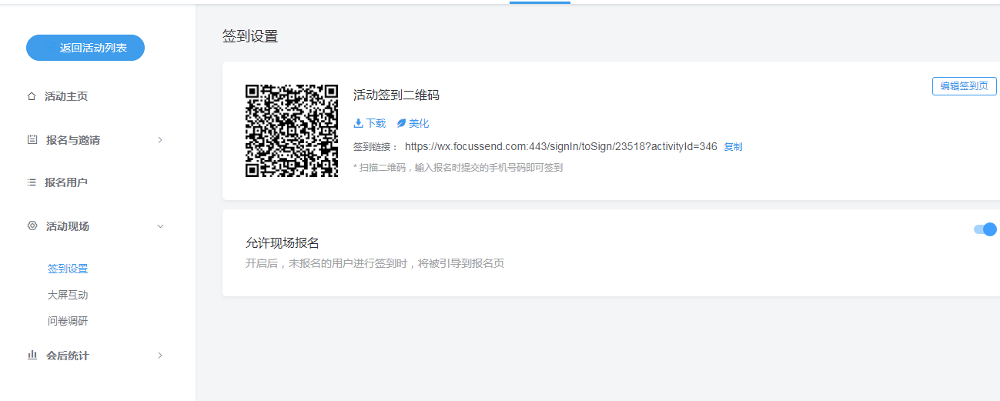 返回活动列表
活动主页
报名与邀请
报名用户
活动现场
签到设置
大屏互动
问卷调研
会后统计
签到设置
活动签到二维码
编辑签到页
下载 美化
签到链接： https://wx.focussend.com:443/signIn/toSign/23518?activityId=346 复制
* 扫描二维码，输入报名时提交的手机号码即可签到
允许现场报名
开启后，未报名的用户进行签到时，将被引导到报名页